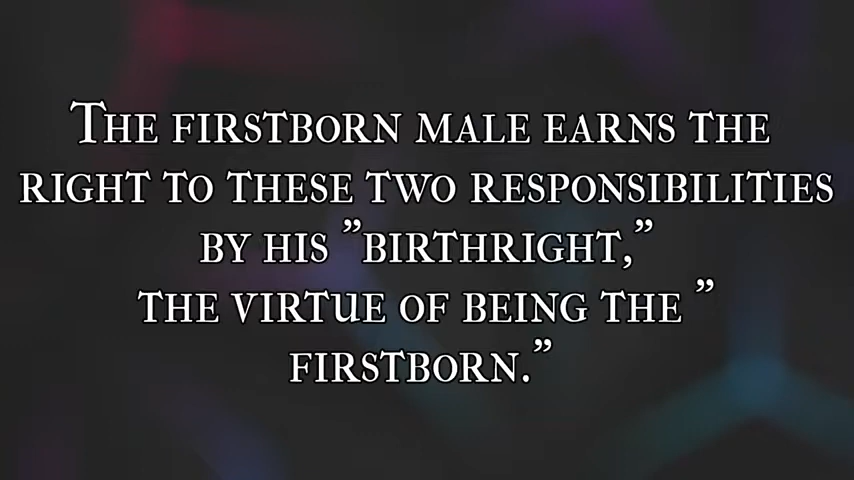 The firstborn male earns the
right to these two responsibilities
by his ”birthright,”
the virtue of being the ”
firstborn.”